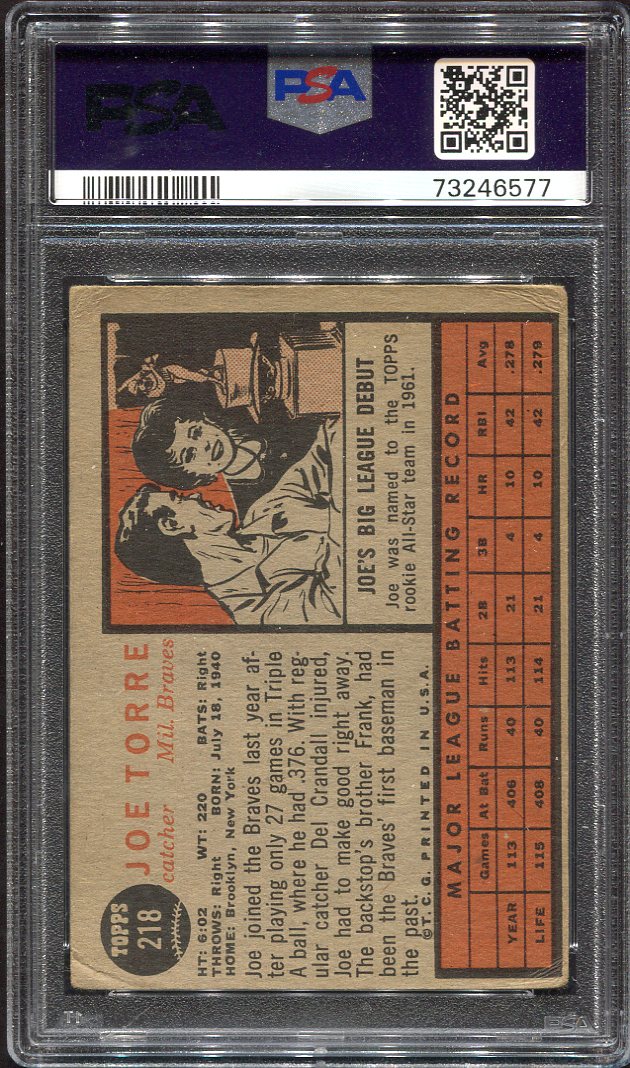 PSA
PSA
73246577
TOPPS
218
JOE TORRE
catcher Mil. Braves
HT: 6:02 WT: 220 BATS: Right
THROWS: Right BORN: July 18, 1940
HOME: Brooklyn, New York
Joe joined the Braves last year af-
ter playing only 27 games in Triple
A ball, where he had .376. With reg-
ular catcher Del Crandall injured,
Joe had to make good right away.
The backstop's brother Frank, had
been the Braves' first baseman in
the past.
©T.C.G. PRINTED IN U.S.A.
JOE'S BIG LEAGUE DEBUT
Joe was named to the TOPPS
rookie All-Star team in 1961.
MAJOR LEAGUE BATTING RECORD
Games At Bat Runs Hits 2B 3B HR RBI Avg
YEAR 113 406 40 113 21 4 10 42 .278
LIFE 115 408 40 114 21 4 10 42 .279
PSA